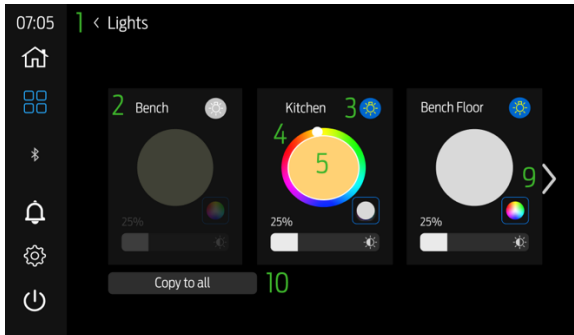 07:05 1 < Lights
2 Bench Kitchen 3 Bench Floor
4
5
9
25% 25% 25%
Copy to all 10